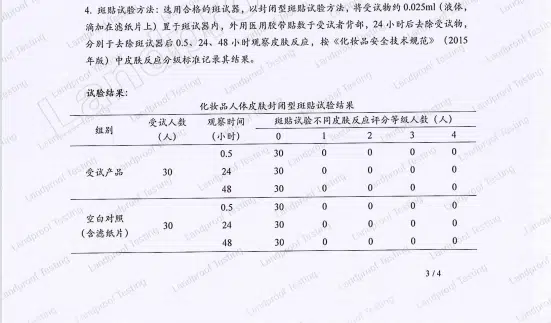 4. 斑贴试验方法：选用合格的斑试器，以封闭型斑贴试验方法，将受试物约0.025ml（液体，
滴加在滤纸片上）置于斑试器内，外用医用胶带贴敷于受试者背部，24小时后去除受试物，
分别于去除斑试器后0.5、24、48小时观察皮肤反应，按《化妆品安全技术规范》（2015
年版）中皮肤反应分级标准记录其结果。
试验结果：
化妆品人体皮肤封闭型斑贴试验结果
组别 受试人数（人） 观察时间（小时） 斑贴试验不同皮肤反应评分等级人数（人）
0 1 2 3 4
受试产品 30 0.5 30 0 0 0 0
24 30 0 0 0 0
48 30 0 0 0 0
空白对照（含滤纸片） 30 0.5 30 0 0 0 0
24 30 0 0 0 0
48 30 0 0 0 0
3 / 4
Landproof Testing